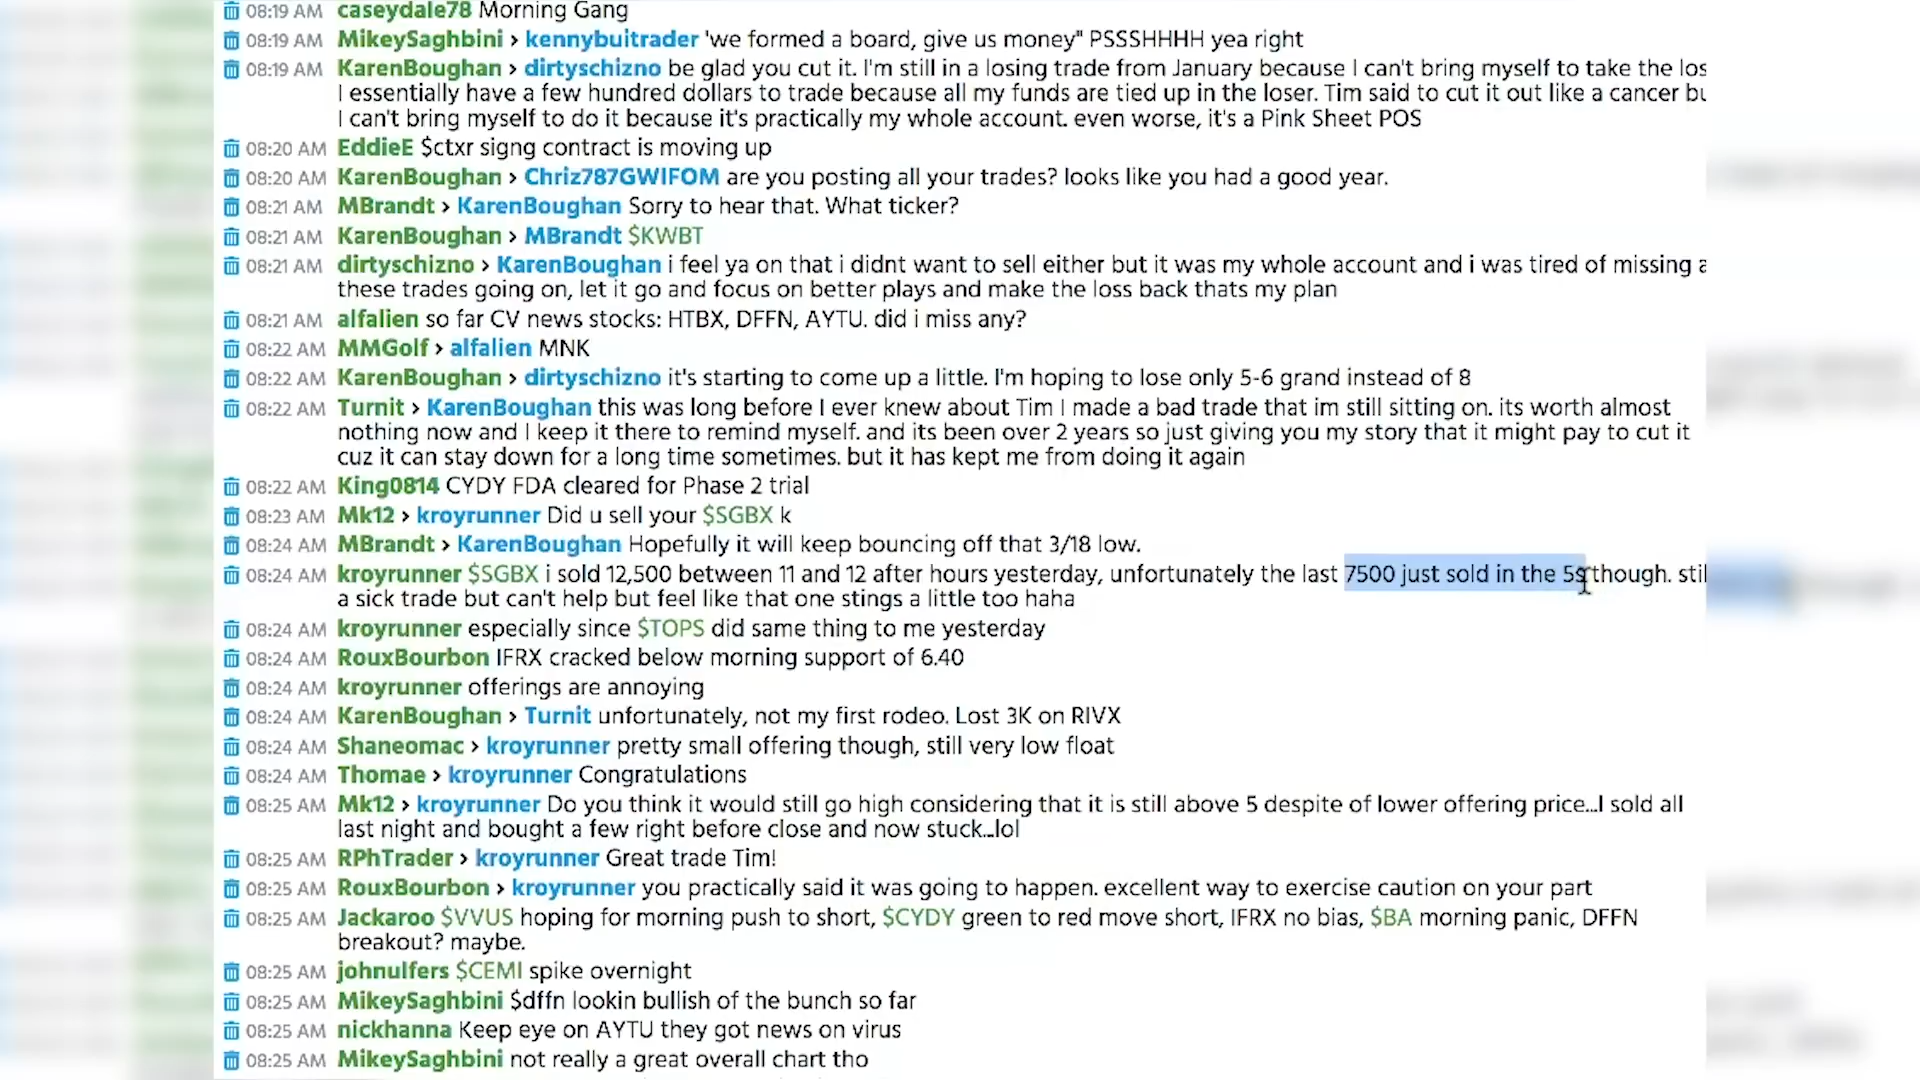 08:19 AM caseydale78 Morning Gang
08:19 AM MikeySaghbini > kennybuitrader 'we formed a board, give us money" PSSSHHHH yea right
08:19 AM KarenBoughan > dirtyschizno be glad you cut it. I'm still in a losing trade from January because I can't bring myself to take the los
I essentially have a few hundred dollars to trade because all my funds are tied up in the loser. Tim said to cut it out like a cancer bu
I can't bring myself to do it because it's practically my whole account. even worse, it's a Pink Sheet POS
08:20 AM EddieE $ctxr signg contract is moving up
08:20 AM KarenBoughan > Chriz787GWIFOM are you posting all your trades? looks like you had a good year.
08:21 AM MBrandt > KarenBoughan Sorry to hear that. What ticker?
08:21 AM KarenBoughan > MBrandt $KWBT
08:21 AM dirtyschizno > KarenBoughan i feel ya on that i didnt want to sell either but it was my whole account and i was tired of missing a
these trades going on, let it go and focus on better plays and make the loss back thats my plan
08:21 AM alfalien so far CV news stocks: HTBX, DFFN, AYTU. did i miss any?
08:22 AM MMGolf > alfalien MNK
08:22 AM KarenBoughan > dirtyschizno it's starting to come up a little. I'm hoping to lose only 5-6 grand instead of 8
08:22 AM Turnit > KarenBoughan this was long before I ever knew about Tim I made a bad trade that im still sitting on. its worth almost
nothing now and I keep it there to remind myself. and its been over 2 years so just giving you my story that it might pay to cut it
cuz it can stay down for a long time sometimes. but it has kept me from doing it again
08:22 AM King0814 CYDY FDA cleared for Phase 2 trial
08:23 AM Mk12 > kroyrunner Did u sell your $SGBX k
08:24 AM MBrandt > KarenBoughan Hopefully it will keep bouncing off that 3/18 low.
08:24 AM kroyrunner $SGBX i sold 12,500 between 11 and 12 after hours yesterday, unfortunately the last 7500 just sold in the 5s though. stil
a sick trade but can't help but feel like that one stings a little too haha
08:24 AM kroyrunner especially since $TOPS did same thing to me yesterday
08:24 AM RouxBourbon IFRX cracked below morning support of 6.40
08:24 AM kroyrunner offerings are annoying
08:24 AM KarenBoughan > Turnit unfortunately, not my first rodeo. Lost 3K on RIVX
08:24 AM Shaneomac > kroyrunner pretty small offering though, still very low float
08:24 AM Thomae > kroyrunner Congratulations
08:25 AM Mk12 > kroyrunner Do you think it would still go high considering that it is still above 5 despite of lower offering price...I sold all
last night and bought a few right before close and now stuck...lol
08:25 AM RPhTrader > kroyrunner Great trade Tim!
08:25 AM RouxBourbon > kroyrunner you practically said it was going to happen. excellent way to exercise caution on your part
08:25 AM Jackaroo $VVUS hoping for morning push to short, $CYDY green to red move short, IFRX no bias, $BA morning panic, DFFN
breakout? maybe.
08:25 AM johnulfers $CEMI spike overnight
08:25 AM MikeySaghbini $dffn lookin bullish of the bunch so far
08:25 AM nickhanna Keep eye on AYTU they got news on virus
08:25 AM MikeySaghbini not really a great overall chart tho